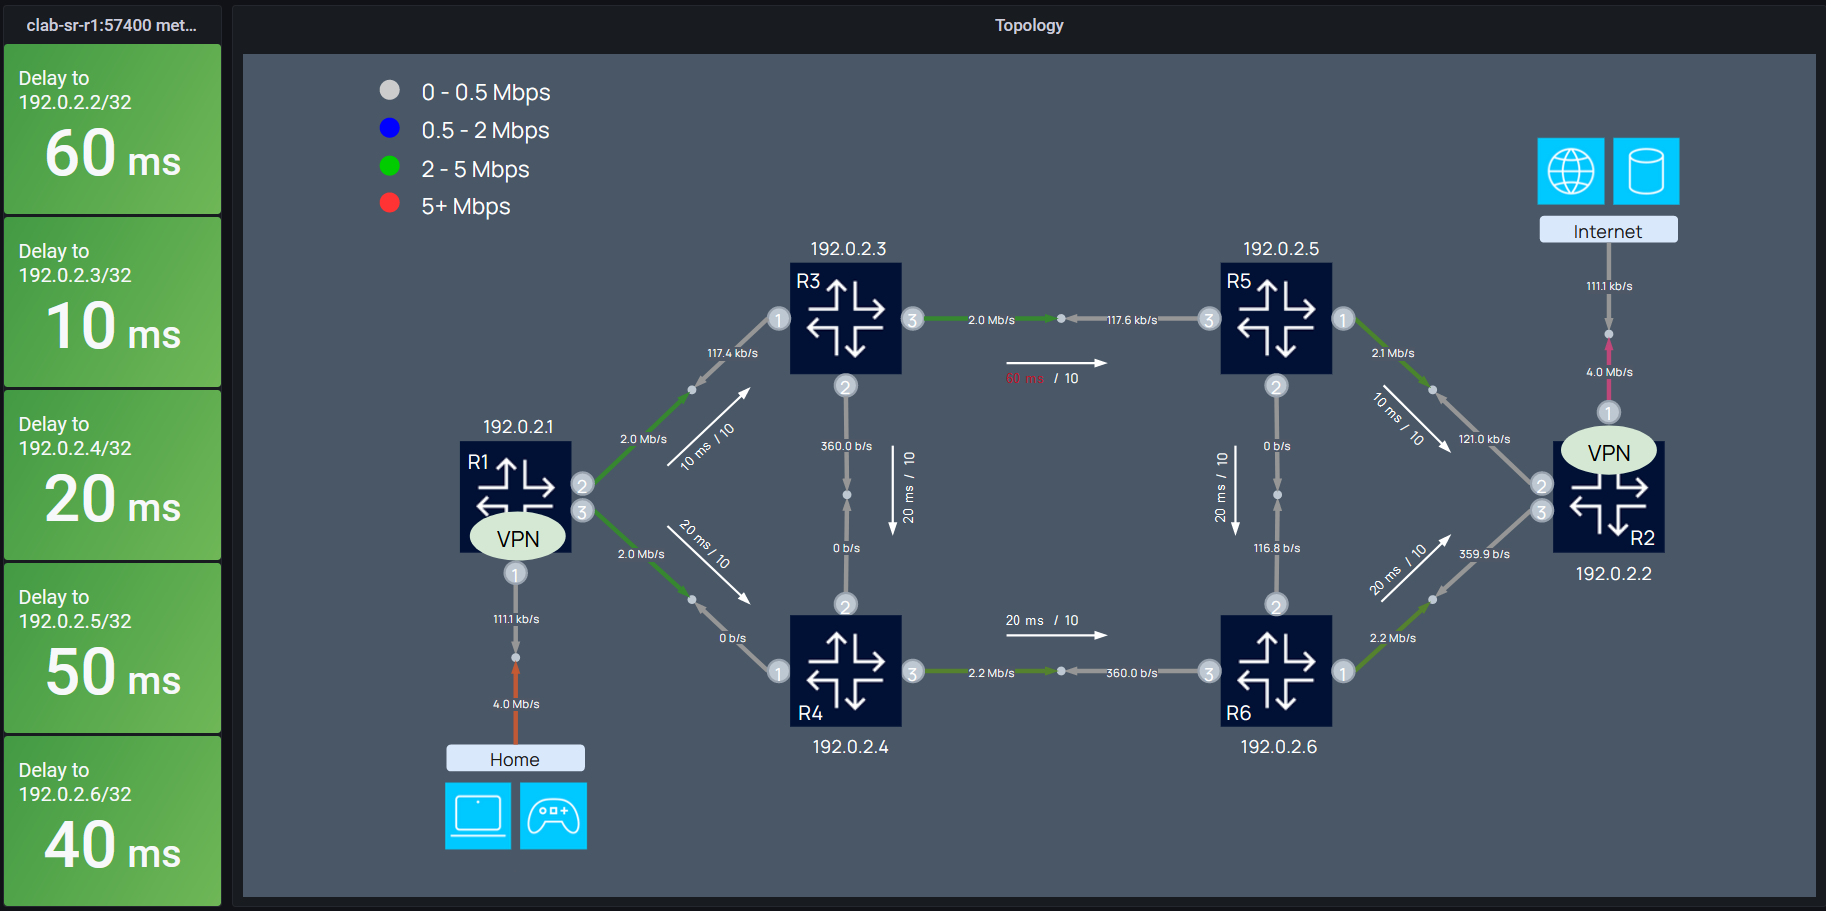 clab-sr-r1:57400 met...
Delay to
192.0.2.2/32
60 ms
Delay to
192.0.2.3/32
10 ms
Delay to
192.0.2.4/32
20 ms
Delay to
192.0.2.5/32
50 ms
Delay to
192.0.2.6/32
40 ms
Topology
0 - 0.5 Mbps
0.5 - 2 Mbps
2 - 5 Mbps
5+ Mbps
Internet
111.1 kb/s
4.0 Mb/s
1
VPN
2
3
R2
192.0.2.2
192.0.2.3
R3
1
3
2
192.0.2.5
R5
3
1
2
2.0 Mb/s
117.6 kb/s
60 ms / 10
117.4 kb/s
2.0 Mb/s
10 ms / 10
2.1 Mb/s
121.0 kb/s
10 ms / 10
192.0.2.1
R1
VPN
2
3
1
360.0 b/s
0 b/s
20 ms / 10
0 b/s
116.8 b/s
20 ms / 10
2.0 Mb/s
0 b/s
20 ms / 10
20 ms / 10
2.2 Mb/s
360.0 b/s
20 ms / 10
359.9 b/s
2.2 Mb/s
2
1
3
R4
192.0.2.4
2
3
1
R6
192.0.2.6
111.1 kb/s
4.0 Mb/s
Home